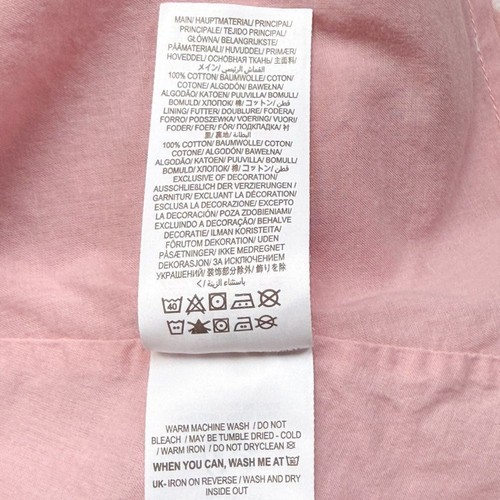 MAIN/ HAUPTMATERIAL/ PRINCIPAL/
PRINCIPALE/ TEJIDO PRINCIPAL/
GŁÓWNA/ BELANGRIJKSTE/
PÄÄMATERIAALI/ HUVUDDEL/ PRIMÆR/
HOVEDDEL/ ОСНОВНАЯ ТКАНЬ/ 主面料/
メイン/ القماش الرئيسي
100% COTTON/ BAUMWOLLE/ COTON/
COTONE/ ALGODÓN/ BAWEŁNA/
ALGODÃO/ KATOEN/ PUUVILLA/ BOMULL/
BOMULD/ ХЛОПОК/ 棉/ コットン/ قطن
LINING/ FUTTER/ DOUBLURE/ FODERA/
FORRO/ PODSZEWKA/ VOERING/ VUORI/
FODER/ FOER/ FÔR/ ПОДКЛАДКА/ 衬
里/ 裏地/ البطانة
100% COTTON/ BAUMWOLLE/ COTON/
COTONE/ ALGODÓN/ BAWEŁNA/
ALGODÃO/ KATOEN/ PUUVILLA/ BOMULL/
BOMULD/ ХЛОПОК/ 棉/ コットン/ قطن
EXCLUSIVE OF DECORATION/
AUSSCHLIESSLICH DER VERZIERUNGEN /
GARNITUR/ EXCLUANT LA DÉCORATION/
ESCLUSA LA DECORAZIONE/ EXCEPTO
LA DECORACIÓN/ POZA ZDOBIENIAMI/
EXCLUINDO A DECORAÇÃO/ BEHALVE
DECORATIE/ ILMAN KORISTEITA/
FÖRUTOM DEKORATION/ UDEN
PÅSÆTNINGER/ IKKE MEDREGNET
DEKORASJON/ ЗА ИСКЛЮЧЕНИЕМ
УКРАШЕНИЙ/ 装饰部分除外/ 飾りを除
く/ باستثناء الزينة
40
WARM MACHINE WASH / DO NOT
BLEACH / MAY BE TUMBLE DRIED - COLD
/ WARM IRON / DO NOT DRYCLEAN
WHEN YOU CAN, WASH ME AT
UK- IRON ON REVERSE / WASH AND DRY
INSIDE OUT